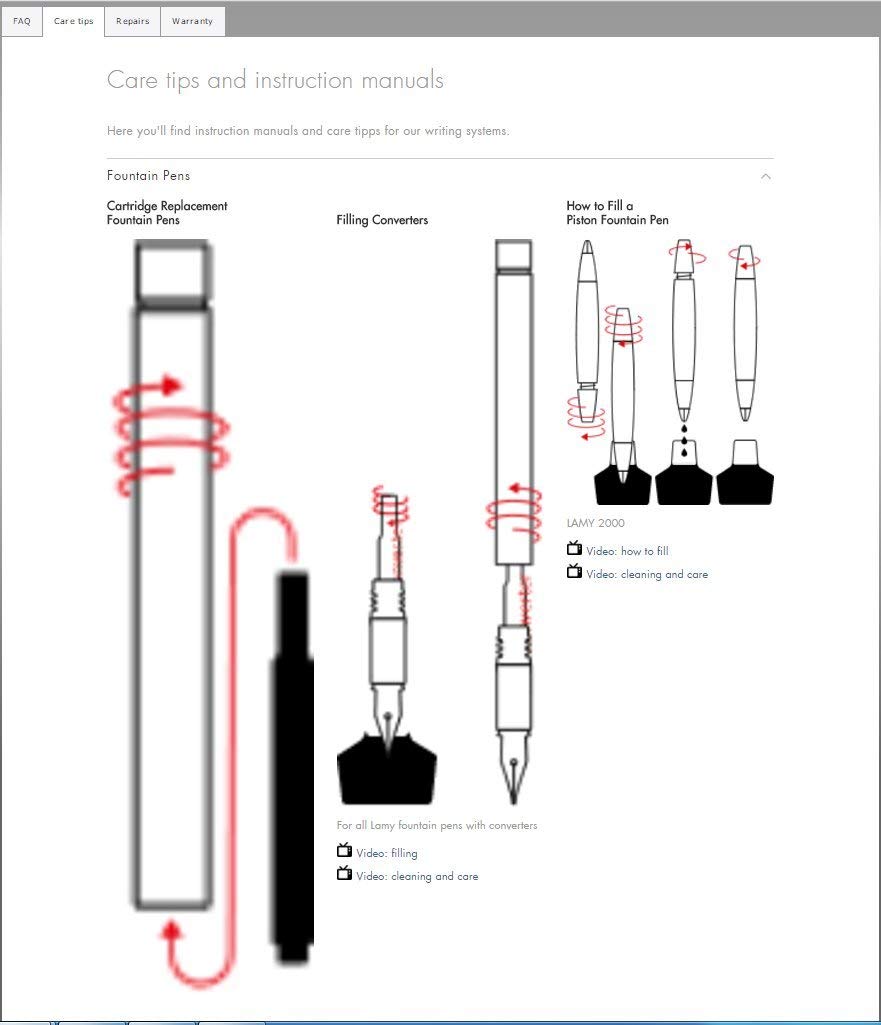 FAQ
Care tips
Repairs
Warranty
Care tips and instruction manuals
Here you'll find instruction manuals and care tipps for our writing systems.
Fountain Pens
Cartridge Replacement
Fountain Pens
Filling Converters
How to Fill a
Piston Fountain Pen
LAMY 2000
Video: how to fill
Video: cleaning and care
For all Lamy fountain pens with converters
Video: filling
Video: cleaning and care